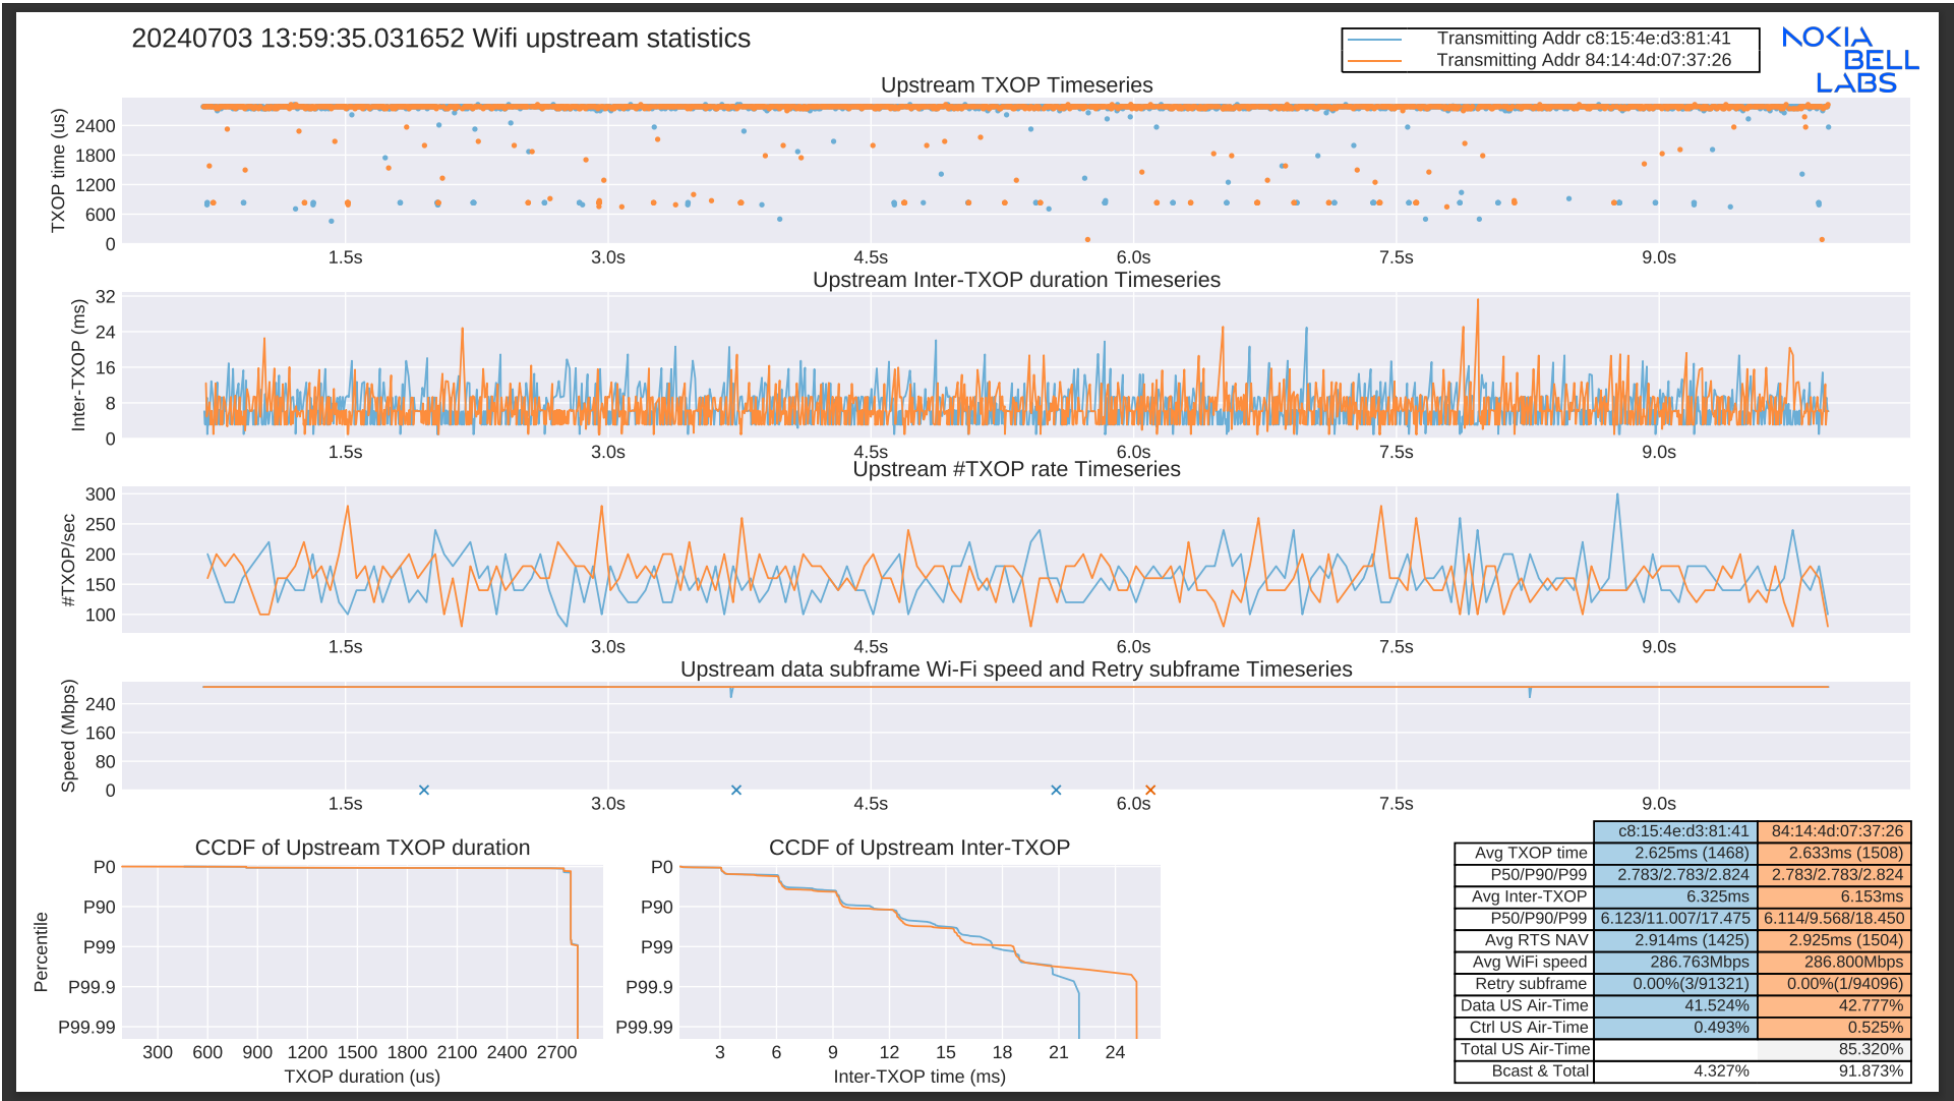 20240703 13:59:35.031652 Wifi upstream statistics
Transmitting Addr c8:15:4e:d3:81:41
Transmitting Addr 84:14:4d:07:37:26
NOKIA
BELL
LABS
Upstream TXOP Timeseries
TXOP time (us)
2400
1800
1200
600
0
1.5s 3.0s 4.5s 6.0s 7.5s 9.0s
Upstream Inter-TXOP duration Timeseries
Inter-TXOP (ms)
32
24
16
8
0
1.5s 3.0s 4.5s 6.0s 7.5s 9.0s
Upstream #TXOP rate Timeseries
#TXOP/sec
300
250
200
150
100
1.5s 3.0s 4.5s 6.0s 7.5s 9.0s
Upstream data subframe Wi-Fi speed and Retry subframe Timeseries
Speed (Mbps)
240
160
80
0
1.5s 3.0s 4.5s 6.0s 7.5s 9.0s
CCDF of Upstream TXOP duration
Percentile
P0
P90
P99
P99.9
P99.99
300 600 900 1200 1500 1800 2100 2400 2700
TXOP duration (us)
CCDF of Upstream Inter-TXOP
P0
P90
P99
P99.9
P99.99
3 6 9 12 15 18 21 24
Inter-TXOP time (ms)
c8:15:4e:d3:81:41 84:14:4d:07:37:26
Avg TXOP time 2.625ms (1468) 2.633ms (1508)
P50/P90/P99 2.783/2.783/2.824 2.783/2.783/2.824
Avg Inter-TXOP 6.325ms 6.153ms
P50/P90/P99 6.123/11.007/17.475 6.114/9.568/18.450
Avg RTS NAV 2.914ms (1425) 2.925ms (1504)
Avg WiFi speed 286.763Mbps 286.800Mbps
Retry subframe 0.00%(3/91321) 0.00%(1/94096)
Data US Air-Time 41.524% 42.777%
Ctrl US Air-Time 0.493% 0.525%
Total US Air-Time 85.320%
Bcast & Total 4.327% 91.873%